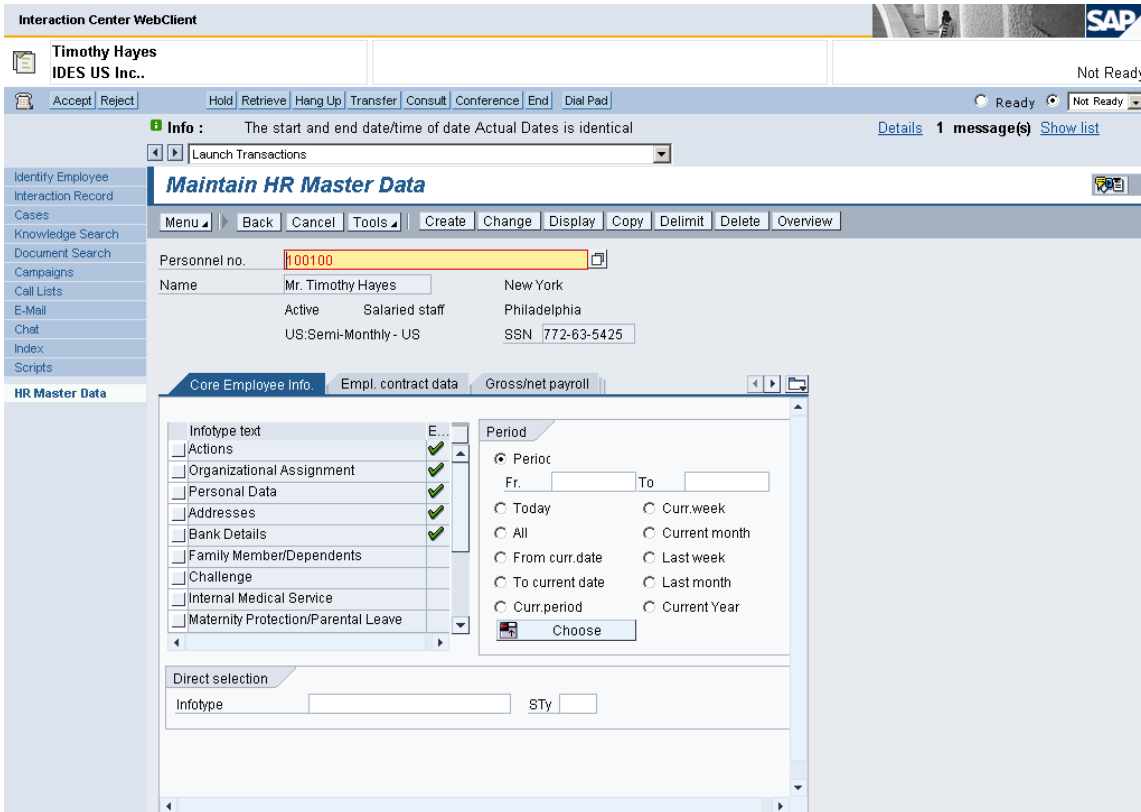 Interaction Center WebClient
SAP
Timothy Hayes
IDES US Inc..
Not Ready
Accept Reject Hold Retrieve Hang Up Transfer Consult Conference End Dial Pad Ready Not Ready
Info : The start and end date/time of date Actual Dates is identical Details 1 message(s) Show list
Launch Transactions
Identify Employee
Interaction Record
Cases
Knowledge Search
Document Search
Campaigns
Call Lists
E-Mail
Chat
Index
Scripts
HR Master Data
Maintain HR Master Data
Menu Back Cancel Tools Create Change Display Copy Delimit Delete Overview
Personnel no. 100100
Name Mr. Timothy Hayes New York
Active Salaried staff Philadelphia
US:Semi-Monthly - US SSN 772-63-5425
Core Employee Info. Empl. contract data Gross/net payroll
Infotype text E...
Actions
Organizational Assignment
Personal Data
Addresses
Bank Details
Family Member/Dependents
Challenge
Internal Medical Service
Maternity Protection/Parental Leave
Period
Perioc
Fr. To
Today Curr.week
All Current month
From curr.date Last week
To current date Last month
Curr.period Current Year
Choose
Direct selection
Infotype STy